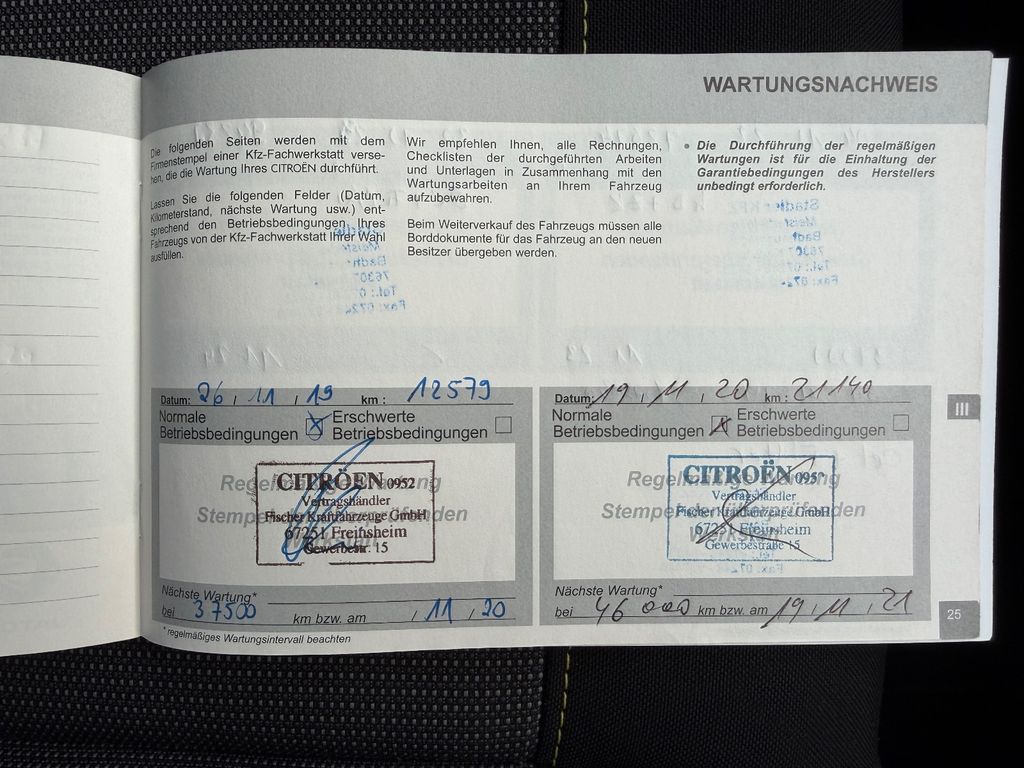 WARTUNGSNACHWEIS
Die folgenden Seiten werden mit dem
Firmenstempel einer Kfz-Fachwerkstatt verse-
hen, die die Wartung Ihres CITROËN durchführt.
Lassen Sie die folgenden Felder (Datum,
Kilometerstand, nächste Wartung usw.) ent-
sprechend den Betriebsbedingungen Ihres
Fahrzeugs von der Kfz-Fachwerkstatt Ihrer Wahl
ausfüllen.
Wir empfehlen Ihnen, alle Rechnungen,
Checklisten der durchgeführten Arbeiten
und Unterlagen in Zusammenhang mit den
Wartungsarbeiten an Ihrem Fahrzeug
aufzubewahren.
Beim Weiterverkauf des Fahrzeugs müssen alle
Borddokumente für das Fahrzeug an den neuen
Besitzer übergeben werden.
• Die Durchführung der regelmäßigen
Wartungen ist für die Einhaltung der
Garantiebedingungen des Herstellers
unbedingt erforderlich.
Datum: 26 / 11 / 19 km : 12579
Normale
Betriebsbedingungen
Erschwerte
Betriebsbedingungen
CITROËN 0952
Vertragshändler
Fischer Kraftfahrzeuge GmbH
67251 Freinsheim
Gewerbestr. 15
Nächste Wartung*
bei 37500 km bzw. am / 11 / 20
* regelmäßiges Wartungsintervall beachten
Datum: 19 / 11 / 20 km : 21140
Normale
Betriebsbedingungen
Erschwerte
Betriebsbedingungen
CITROËN 095
Vertragshändler
Fischer Kraftfahrzeuge GmbH
67251 Freinsheim
Gewerbestraße 15
Nächste Wartung*
bei 46000 km bzw. am 19 / 11 / 21
III
25